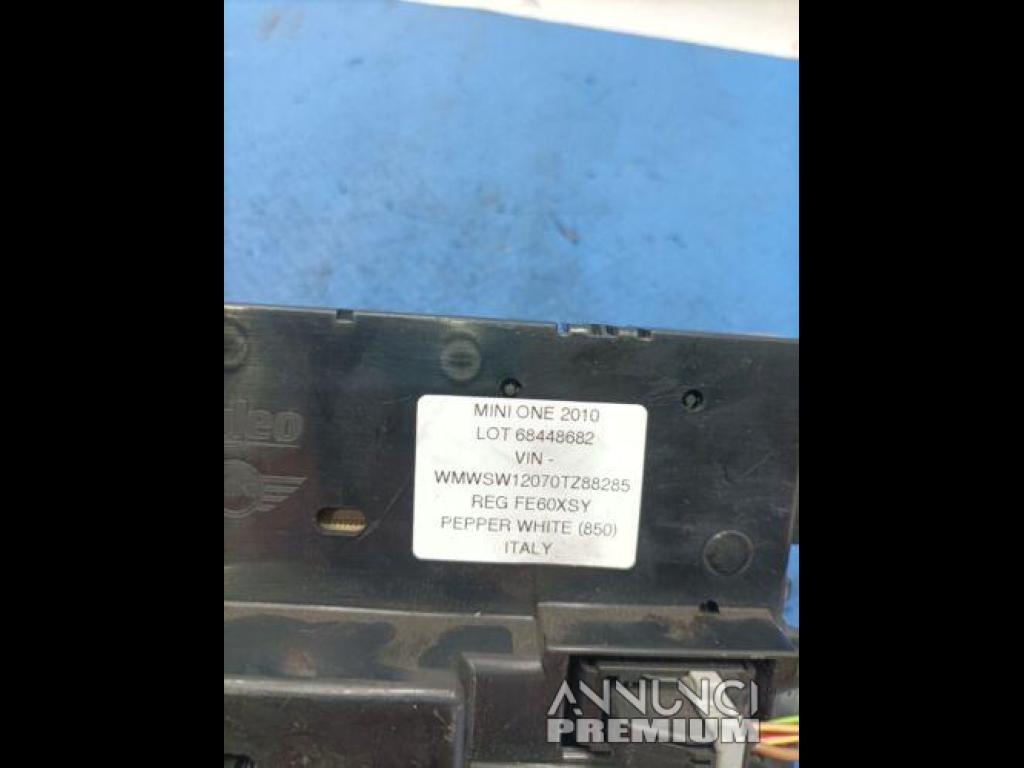 MINI ONE 2010
LOT 68448682
VIN -
WMWSW12070TZ88285
REG FE60XSY
PEPPER WHITE (850)
ITALY
ANNUNCI
PREMIUM